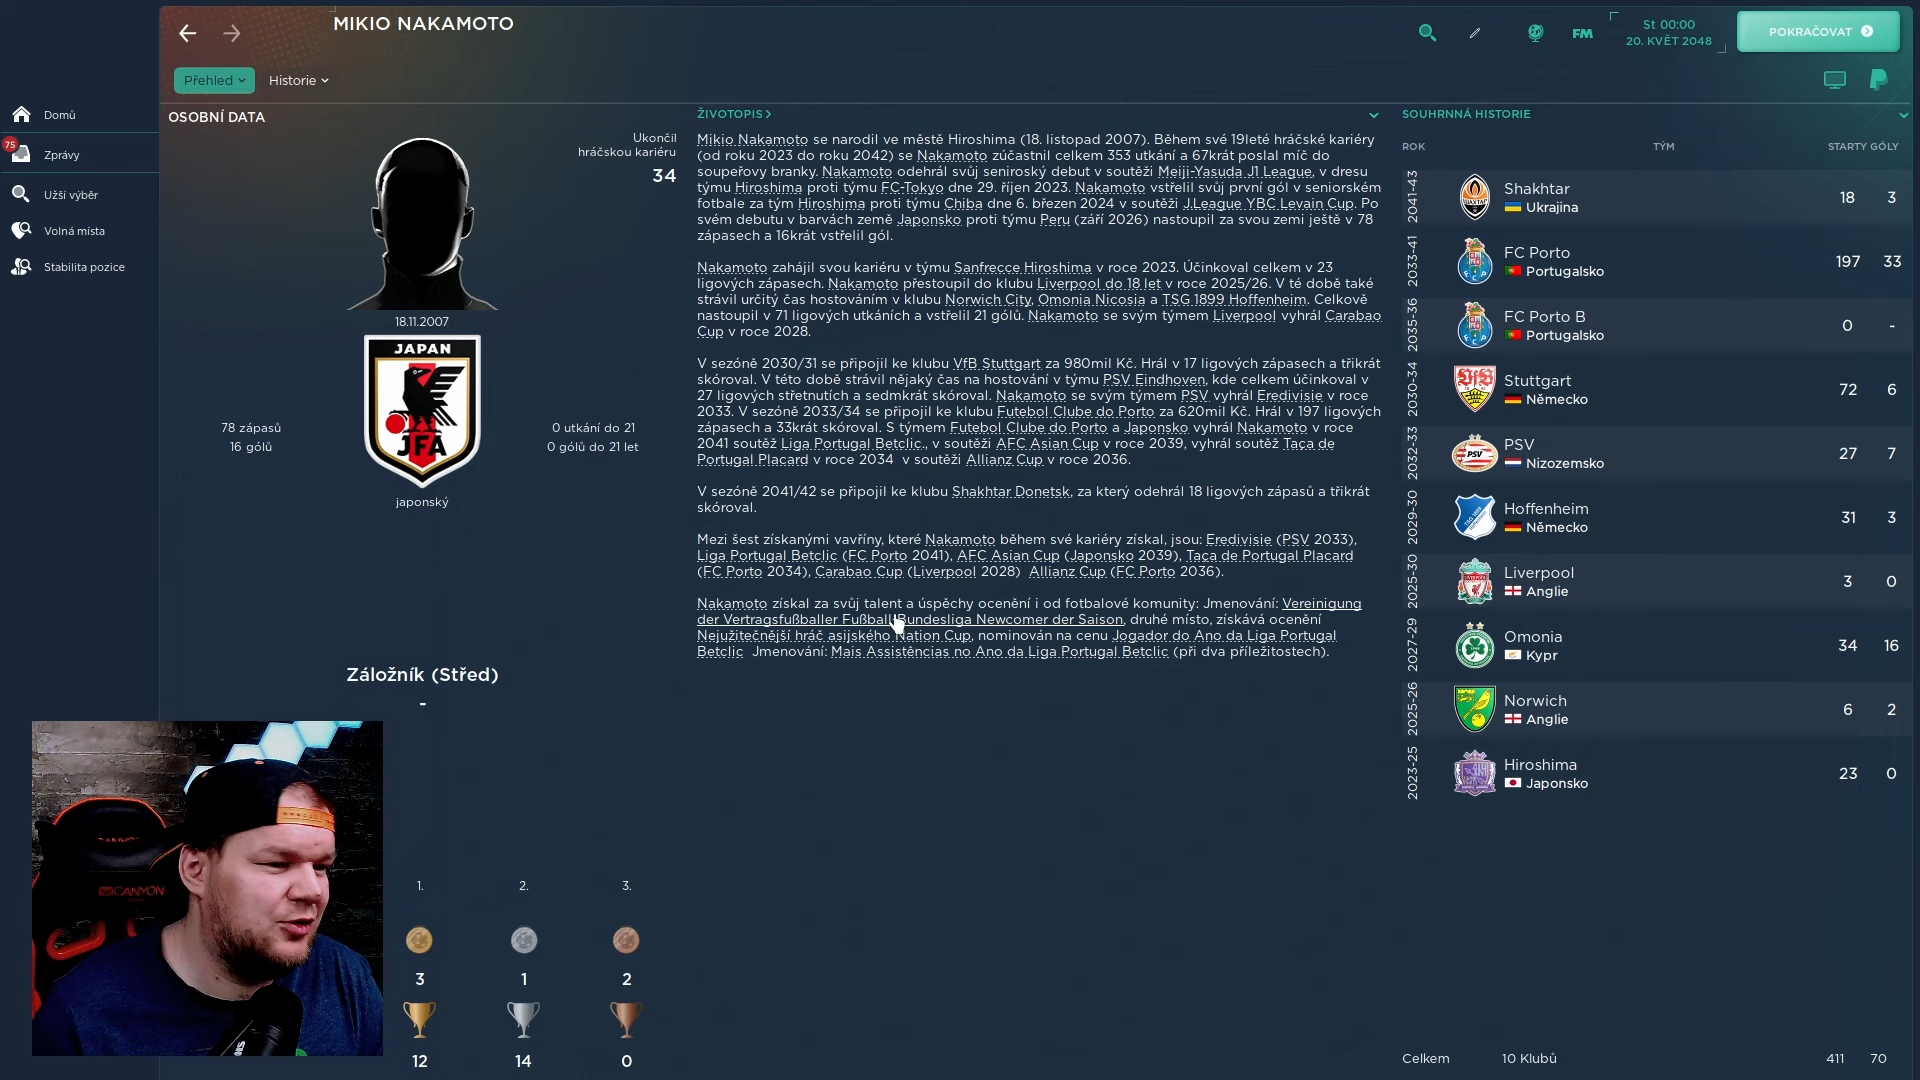 MIKIO NAKAMOTO
St 00:00
20. KVĚT 2048
POKRAČOVAT
FM
Přehled
Historie
Domů
75
Zprávy
Užší výběr
Volná místa
Stabilita pozice
OSOBNÍ DATA
Ukončil
hráčskou kariéru
34
18.11.2007
JAPAN
JFA
78 zápasů
16 gólů
0 utkání do 21
0 gólů do 21 let
japonský
Záložník (Střed)
-
1. 2. 3.
3 1 2
12 14 0
CANYON
ŽIVOTOPIS
Mikio Nakamoto se narodil ve městě Hiroshima (18. listopad 2007). Během své 19leté hráčské kariéry
(od roku 2023 do roku 2042) se Nakamoto zúčastnil celkem 353 utkání a 67krát poslal míč do
soupeřovy branky. Nakamoto odehrál svůj seniroský debut v soutěži Meiji-Yasuda J1 League, v dresu
týmu Hiroshima proti týmu FC-Tokyo dne 29. říjen 2023. Nakamoto vstřelil svůj první gól v seniorském
fotbale za tým Hiroshima proti týmu Chiba dne 6. březen 2024 v soutěži J.League YBC Levain Cup. Po
svém debutu v barvách země Japonsko proti týmu Peru (září 2026) nastoupil za svou zemi ještě v 78
zápasech a 16krát vstřelil gól.
Nakamoto zahájil svou kariéru v týmu Sanfrecce Hiroshima v roce 2023. Účinkoval celkem v 23
ligových zápasech. Nakamoto přestoupil do klubu Liverpool do 18 let v roce 2025/26. V té době také
strávil určitý čas hostováním v klubu Norwich City, Omonia Nicosia a TSG 1899 Hoffenheim. Celkově
nastoupil v 71 ligových utkáních a vstřelil 21 gólů. Nakamoto se svým týmem Liverpool vyhrál Carabao
Cup v roce 2028.
V sezóně 2030/31 se připojil ke klubu VfB Stuttgart za 980mil Kč. Hrál v 17 ligových zápasech a třikrát
skóroval. V této době strávil nějaký čas na hostování v týmu PSV Eindhoven, kde celkem účinkoval v
27 ligových střetnutích a sedmkrát skóroval. Nakamoto se svým týmem PSV vyhrál Eredivisie v roce
2033. V sezóně 2033/34 se připojil ke klubu Futebol Clube do Porto za 620mil Kč. Hrál v 197 ligových
zápasech a 33krát skóroval. S týmem Futebol Clube do Porto a Japonsko vyhrál Nakamoto v roce
2041 soutěž Liga Portugal Betclic., v soutěži AFC Asian Cup v roce 2039, vyhrál soutěž Taça de
Portugal Placard v roce 2034  v soutěži Allianz Cup v roce 2036.
V sezóně 2041/42 se připojil ke klubu Shakhtar Donetsk, za který odehrál 18 ligových zápasů a třikrát
skóroval.
Mezi šest získanými vavříny, které Nakamoto během své kariéry získal, jsou: Eredivisie (PSV 2033),
Liga Portugal Betclic (FC Porto 2041), AFC Asian Cup (Japonsko 2039), Taça de Portugal Placard
(FC Porto 2034), Carabao Cup (Liverpool 2028)  Allianz Cup (FC Porto 2036).
Nakamoto získal za svůj talent a úspěchy ocenění i od fotbalové komunity: Jmenování: Vereinigung
der Vertragsfußballer Fußball Bundesliga Newcomer der Saison, druhé místo, získává ocenění
Nejužitečnější hráč asijského Nation Cup, nominován na cenu Jogador do Ano da Liga Portugal
Betclic  Jmenování: Mais Assistências no Ano da Liga Portugal Betclic (při dva příležitostech).
SOUHRNNÁ HISTORIE
ROK TÝM STARTY GÓLY
2041-43 Shakhtar Ukrajina 18 3
2033-41 FC Porto Portugalsko 197 33
2035-36 FC Porto B Portugalsko 0 -
2030-34 Stuttgart Německo 72 6
2032-33 PSV Nizozemsko 27 7
2029-30 Hoffenheim Německo 31 3
2025-30 Liverpool Anglie 3 0
2027-29 Omonia Kypr 34 16
2025-26 Norwich Anglie 6 2
2023-25 Hiroshima Japonsko 23 0
Celkem 10 Klubů 411 70